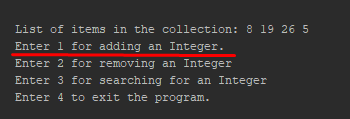 List of items in the collection: 8 19 26 5
Enter 1 for adding an Integer.
Enter 2 for removing an Integer
Enter 3 for searching for an Integer
Enter 4 to exit the program.